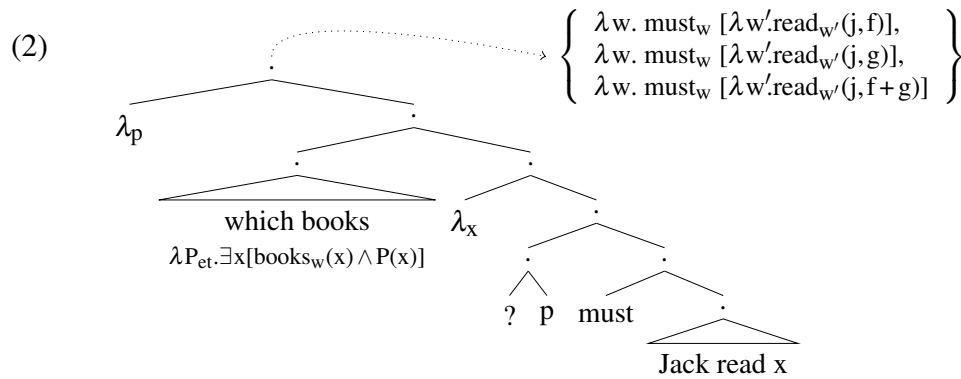 (2)
λw. must_w [λw′.read_w′(j, f)],
λw. must_w [λw′.read_w′(j, g)],
λw. must_w [λw′.read_w′(j, f+g)]
λ_p
which books
λP_et.∃x[books_w(x) ∧ P(x)]
λ_x
? p must
Jack read x